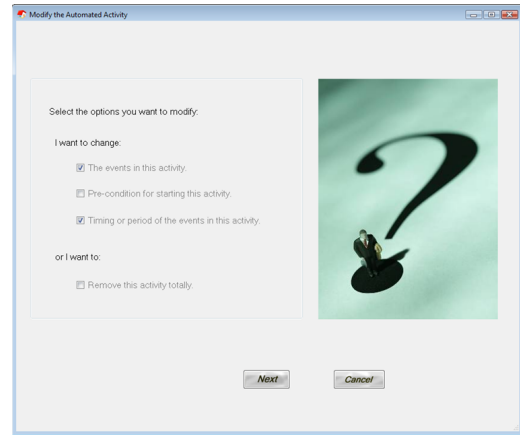 Modify the Automated Activity
Select the options you want to modify:
I want to change:
The events in this activity.
Pre-condition for starting this activity.
Timing or period of the events in this activity.
or I want to:
Remove this activity totally.
Next
Cancel